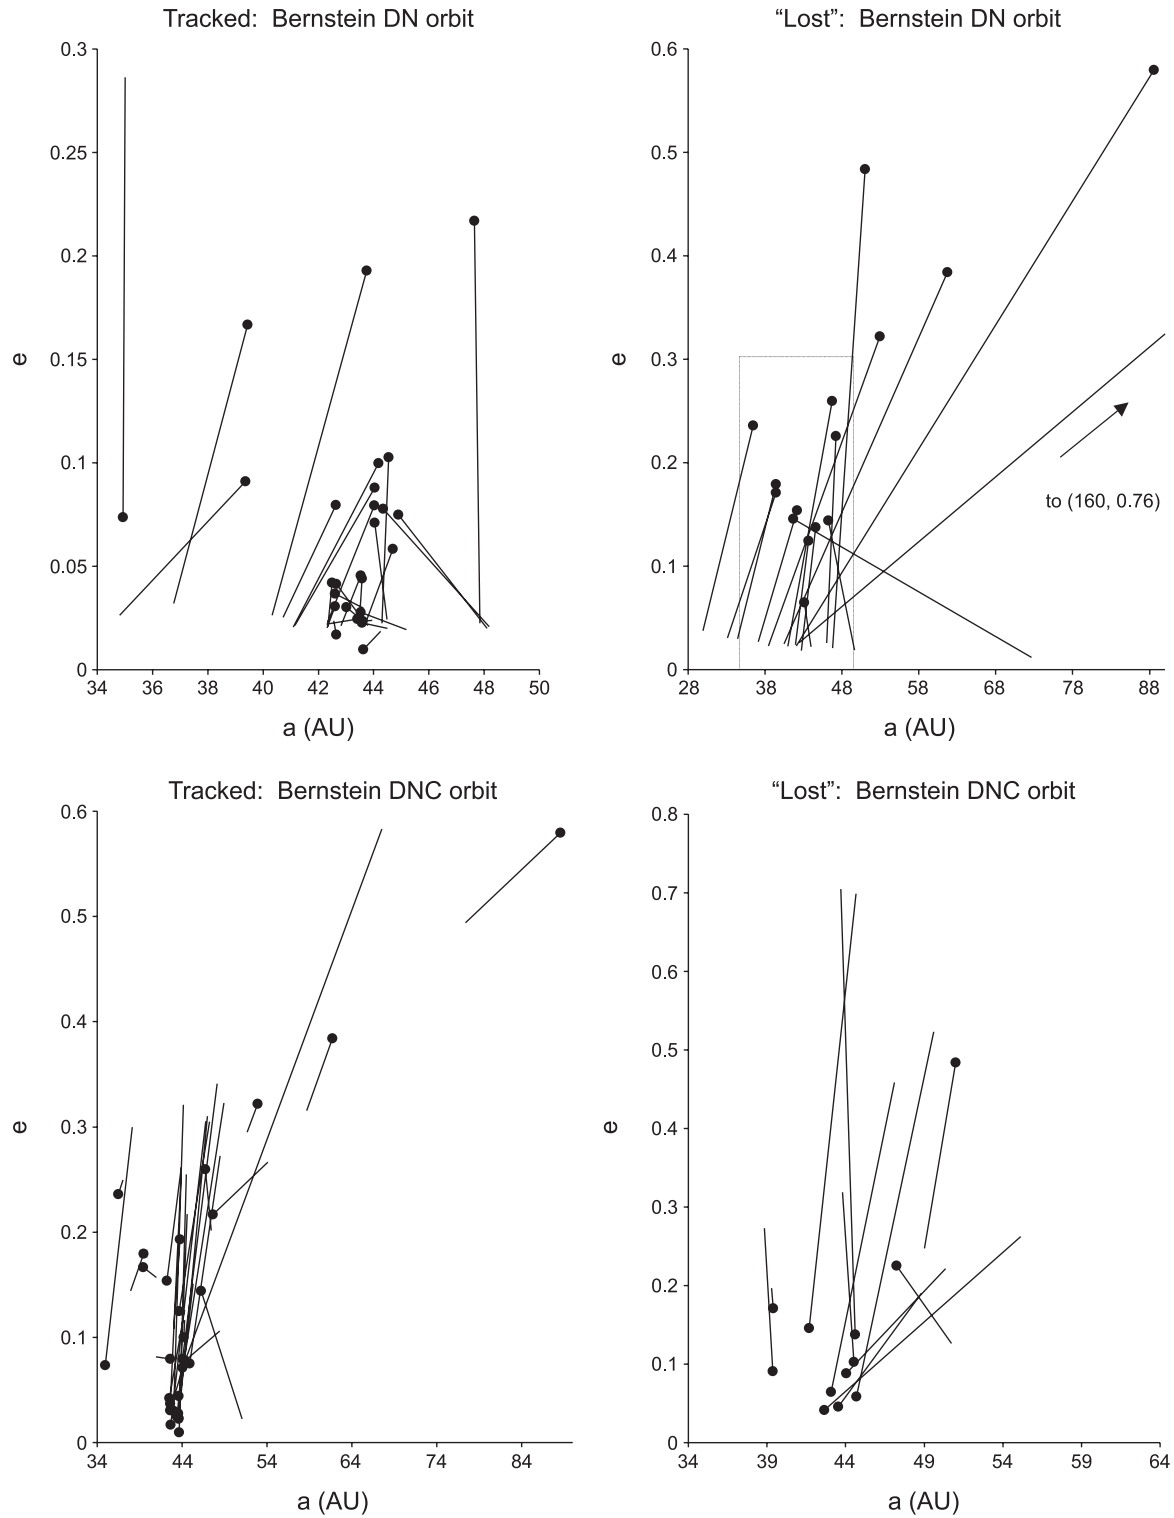 Tracked: Bernstein DN orbit
0.3
0.25
0.2
0.15
0.1
0.05
0
e
34 36 38 40 42 44 46 48 50
a (AU)
“Lost”: Bernstein DN orbit
0.6
0.5
0.4
0.3
0.2
0.1
0
e
to (160, 0.76)
28 38 48 58 68 78 88
a (AU)
Tracked: Bernstein DNC orbit
0.6
0.5
0.4
0.3
0.2
0.1
0
e
34 44 54 64 74 84
a (AU)
“Lost”: Bernstein DNC orbit
0.8
0.7
0.6
0.5
0.4
0.3
0.2
0.1
0
e
34 39 44 49 54 59 64
a (AU)